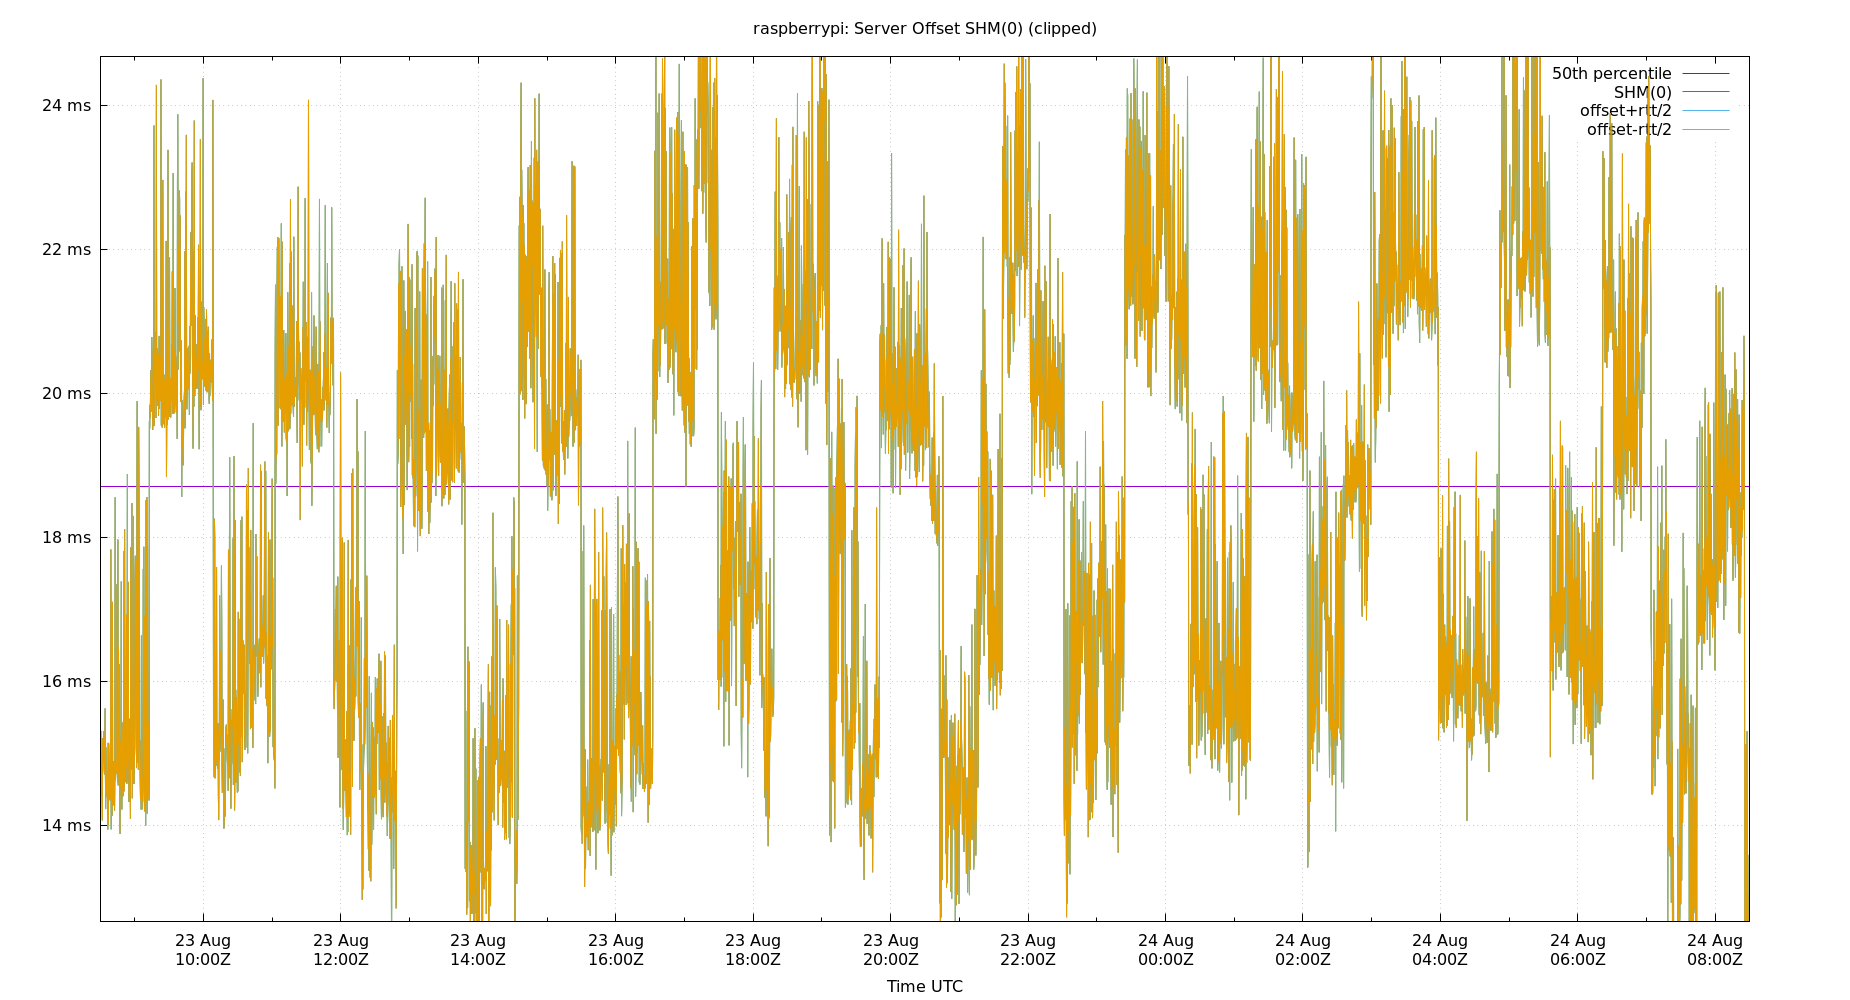 raspberrypi: Server Offset SHM(0) (clipped)
50th percentile
SHM(0)
offset+rtt/2
offset-rtt/2
24 ms
22 ms
20 ms
18 ms
16 ms
14 ms
23 Aug 23 Aug 23 Aug 23 Aug 23 Aug 23 Aug 23 Aug 24 Aug 24 Aug 24 Aug 24 Aug 24 Aug
10:00Z 12:00Z 14:00Z 16:00Z 18:00Z 20:00Z 22:00Z 00:00Z 02:00Z 04:00Z 06:00Z 08:00Z
Time UTC